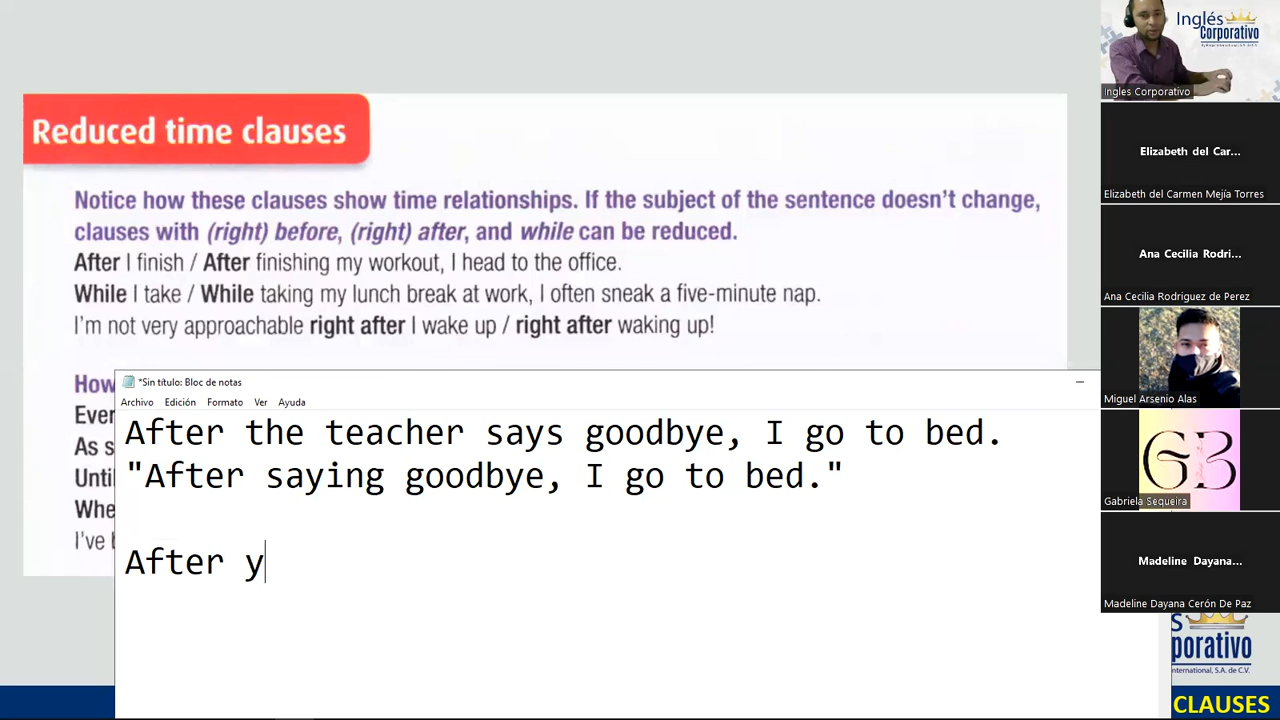 Reduced time clauses
Notice how these clauses show time relationships. If the subject of the sentence doesn't change,
clauses with (right) before, (right) after, and while can be reduced.
After I finish / After finishing my workout, I head to the office.
While I take / While taking my lunch break at work, I often sneak a five-minute nap.
I'm not very approachable right after I wake up / right after waking up!
How
Ever
As s
Until
Whe
I've b
*Sin título: Bloc de notas
Archivo Edición Formato Ver Ayuda
After the teacher says goodbye, I go to bed.
"After saying goodbye, I go to bed."
After y
Inglés
Corporativo
Ingles Corporativo
Elizabeth del Car...
Elizabeth del Carmen Mejía Torres
Ana Cecilia Rodri...
Ana Cecilia Rodriguez de Perez
Miguel Arsenio Alas
GB
Gabriela Sequeira
Madeline Dayana...
Madeline Dayana Cerón De Paz
s
rporativo
International, S.A. de C.V.
CLAUSES